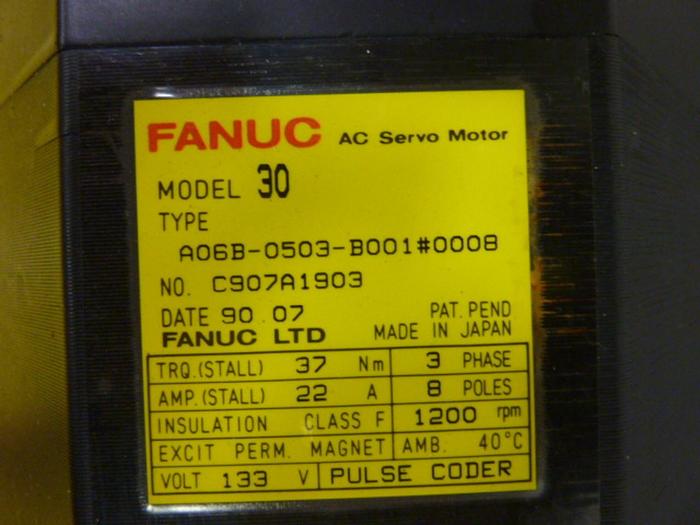 FANUC AC Servo Motor
MODEL 30
TYPE
A06B-0503-B001#0008
NO. C907A1903
DATE 90.07 PAT. PEND
FANUC LTD MADE IN JAPAN
TRQ.(STALL) 37 Nm 3 PHASE
AMP.(STALL) 22 A 8 POLES
INSULATION CLASS F 1200 rpm
EXCIT PERM. MAGNET AMB. 40°C
VOLT 133 V PULSE CODER